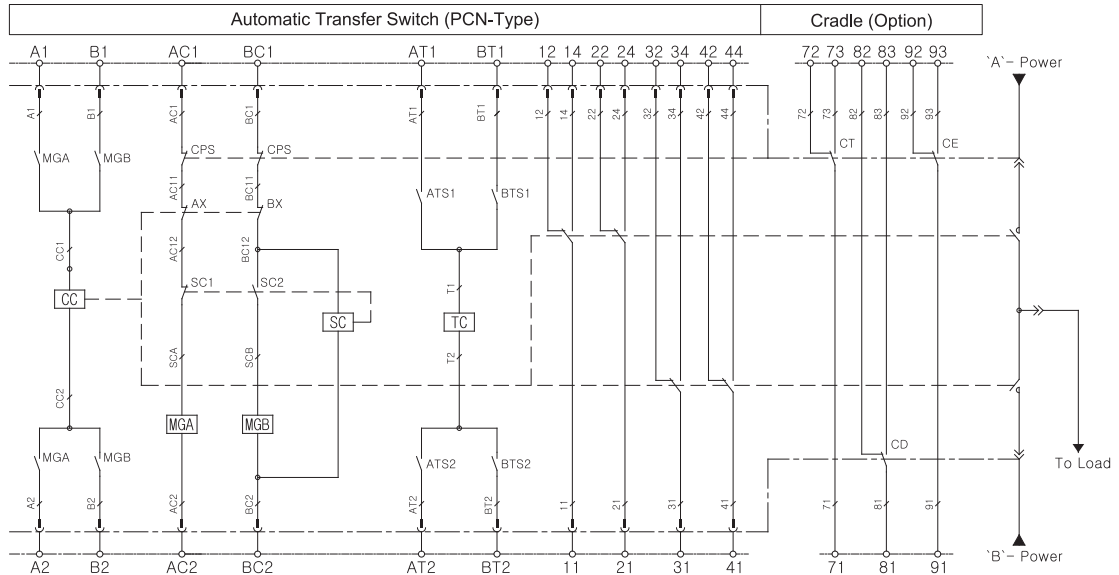 Automatic Transfer Switch (PCN-Type) Cradle (Option)
A1 B1 AC1 BC1 AT1 BT1 12 14 22 24 32 34 42 44 72 73 82 83 92 93
`A`- Power
A1 B1 AC1 BC1 AT1 BT1 12 14 22 24 32 34 42 44 72 73 82 83 92 93
MGA MGB CPS CPS CT CE
AC11 BC11
ATS1 BTS1
AX BX
CC1 AC12 BC12
SC1 SC2
CC T1
SC TC
SCA SCB T2
CC2
MGA MGB
MGA MGB ATS2 BTS2 CD
To Load
A2 B2 AC2 BC2 AT2 BT2 11 21 31 41 71 81 91
`B`- Power
A2 B2 AC2 BC2 AT2 BT2 11 21 31 41 71 81 91